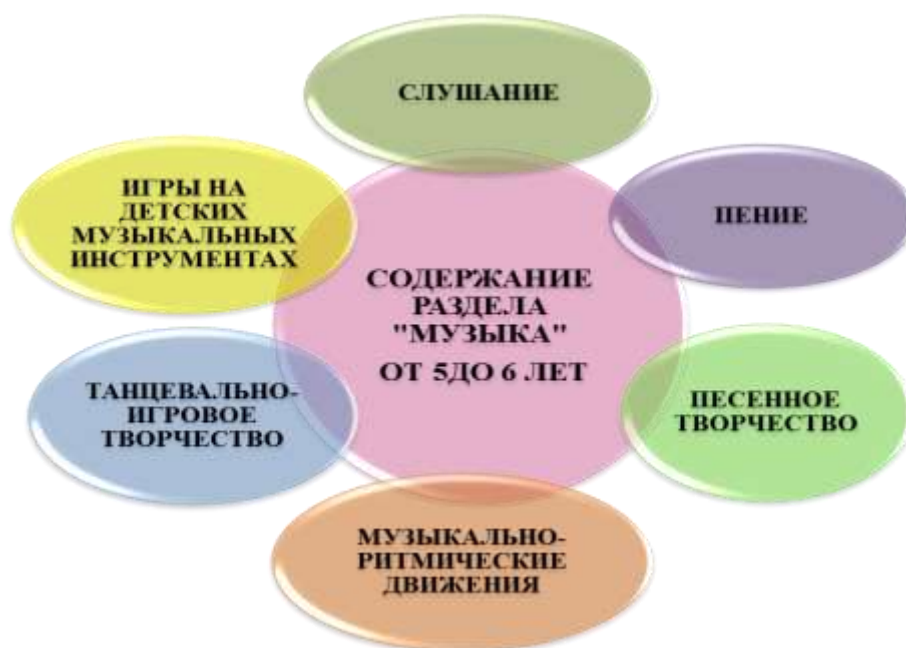 СЛУШАНИЕ
ИГРЫ НА
ДЕТСКИХ
МУЗЫКАЛЬНЫХ
ИНСТРУМЕНТАХ
ПЕНИЕ
СОДЕРЖАНИЕ
РАЗДЕЛА
"МУЗЫКА"
ОТ 5ДО 6 ЛЕТ
ТАНЦЕВАЛЬНО-
ИГРОВОЕ
ТВОРЧЕСТВО
ПЕСЕННОЕ
ТВОРЧЕСТВО
МУЗЫКАЛЬНО-
РИТМИЧЕСКИЕ
ДВИЖЕНИЯ